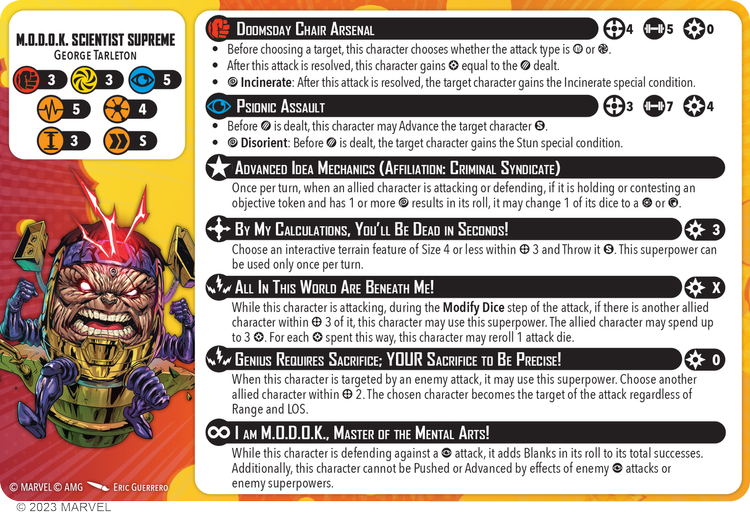 M.O.D.O.K. Scientist Supreme
George Tarleton
3 3 5
5 4
3 S
Doomsday Chair Arsenal 4 5 0
• Before choosing a target, this character chooses whether the attack type is or .
• After this attack is resolved, this character gains equal to the dealt.
• Incinerate: After this attack is resolved, the target character gains the Incinerate special condition.
Psionic Assault 3 7 4
• Before is dealt, this character may Advance the target character S.
• Disorient: Before is dealt, the target character gains the Stun special condition.
Advanced Idea Mechanics (Affiliation: Criminal Syndicate)
Once per turn, when an allied character is attacking or defending, if it is holding or contesting an
objective token and has 1 or more results in its roll, it may change 1 of its dice to a or .
By My Calculations, You'll Be Dead in Seconds! 3
Choose an interactive terrain feature of Size 4 or less within 3 and Throw it S. This superpower can
be used only once per turn.
All In This World Are Beneath Me! X
While this character is attacking, during the Modify Dice step of the attack, if there is another allied
character within 3 of it, this character may use this superpower. The allied character may spend up
to 3 . For each spent this way, this character may reroll 1 attack die.
Genius Requires Sacrifice; YOUR Sacrifice to Be Precise! 0
When this character is targeted by an enemy attack, it may use this superpower. Choose another
allied character within 2. The chosen character becomes the target of the attack regardless of
Range and LOS.
I am M.O.D.O.K., Master of the Mental Arts!
While this character is defending against a attack, it adds Blanks in its roll to its total successes.
Additionally, this character cannot be Pushed or Advanced by effects of enemy attacks or
enemy superpowers.
© MARVEL © AMG Eric Guerrero
© 2023 MARVEL